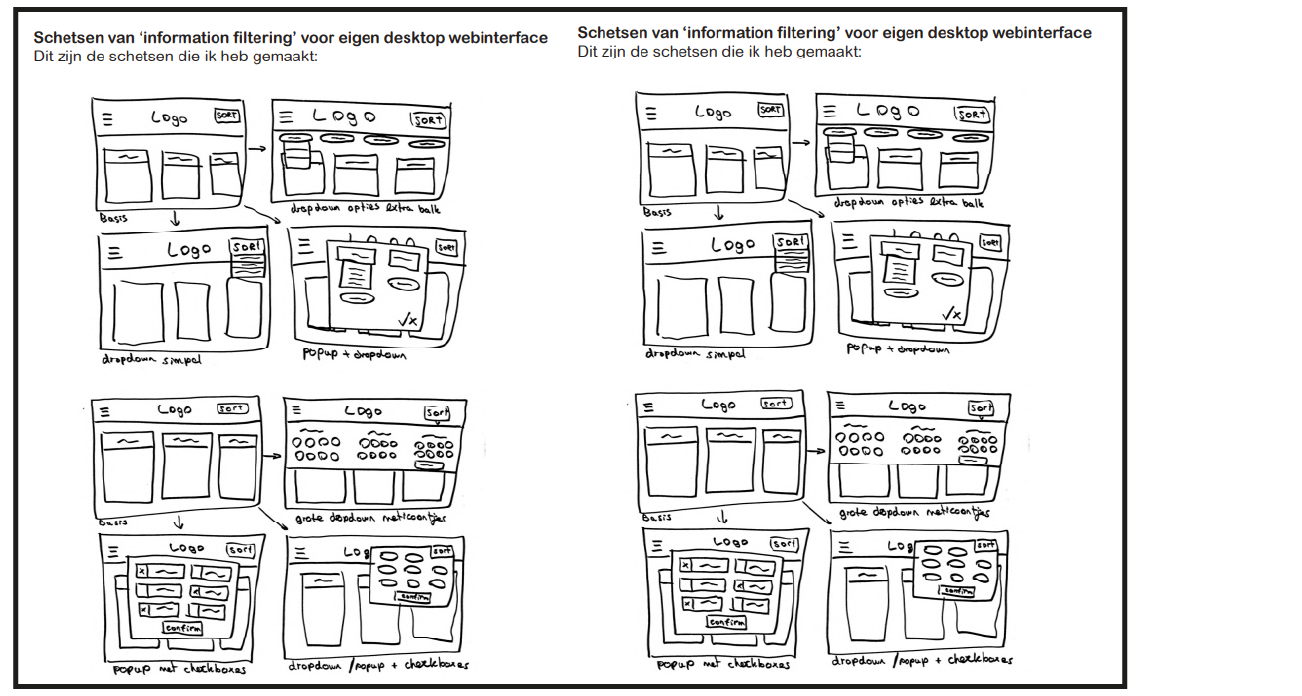 Schetsen van ‘information filtering’ voor eigen desktop webinterface
Dit zijn de schetsen die ik heb gemaakt:
Logo SORT
Logo SORT
Basis
dropdown opties extra balk
Logo SORT
Logo Sort
dropdown simpel
popup + dropdown
Logo sort
Logo sort
Basis
grote dropdown met icoontjes
Logo sort
confirm
Log sort
confirm
popup met checkboxes
dropdown / popup + checkboxes
Schetsen van ‘information filtering’ voor eigen desktop webinterface
Dit zijn de schetsen die ik heb gemaakt:
Logo SORT
Logo SORT
Basis
dropdown opties extra balk
Logo SORT
Logo Sort
dropdown simpel
popup + dropdown
Logo sort
Logo sort
Basis
grote dropdown met icoontjes
Logo sort
confirm
Log sort
confirm
popup met checkboxes
dropdown / popup + checkboxes